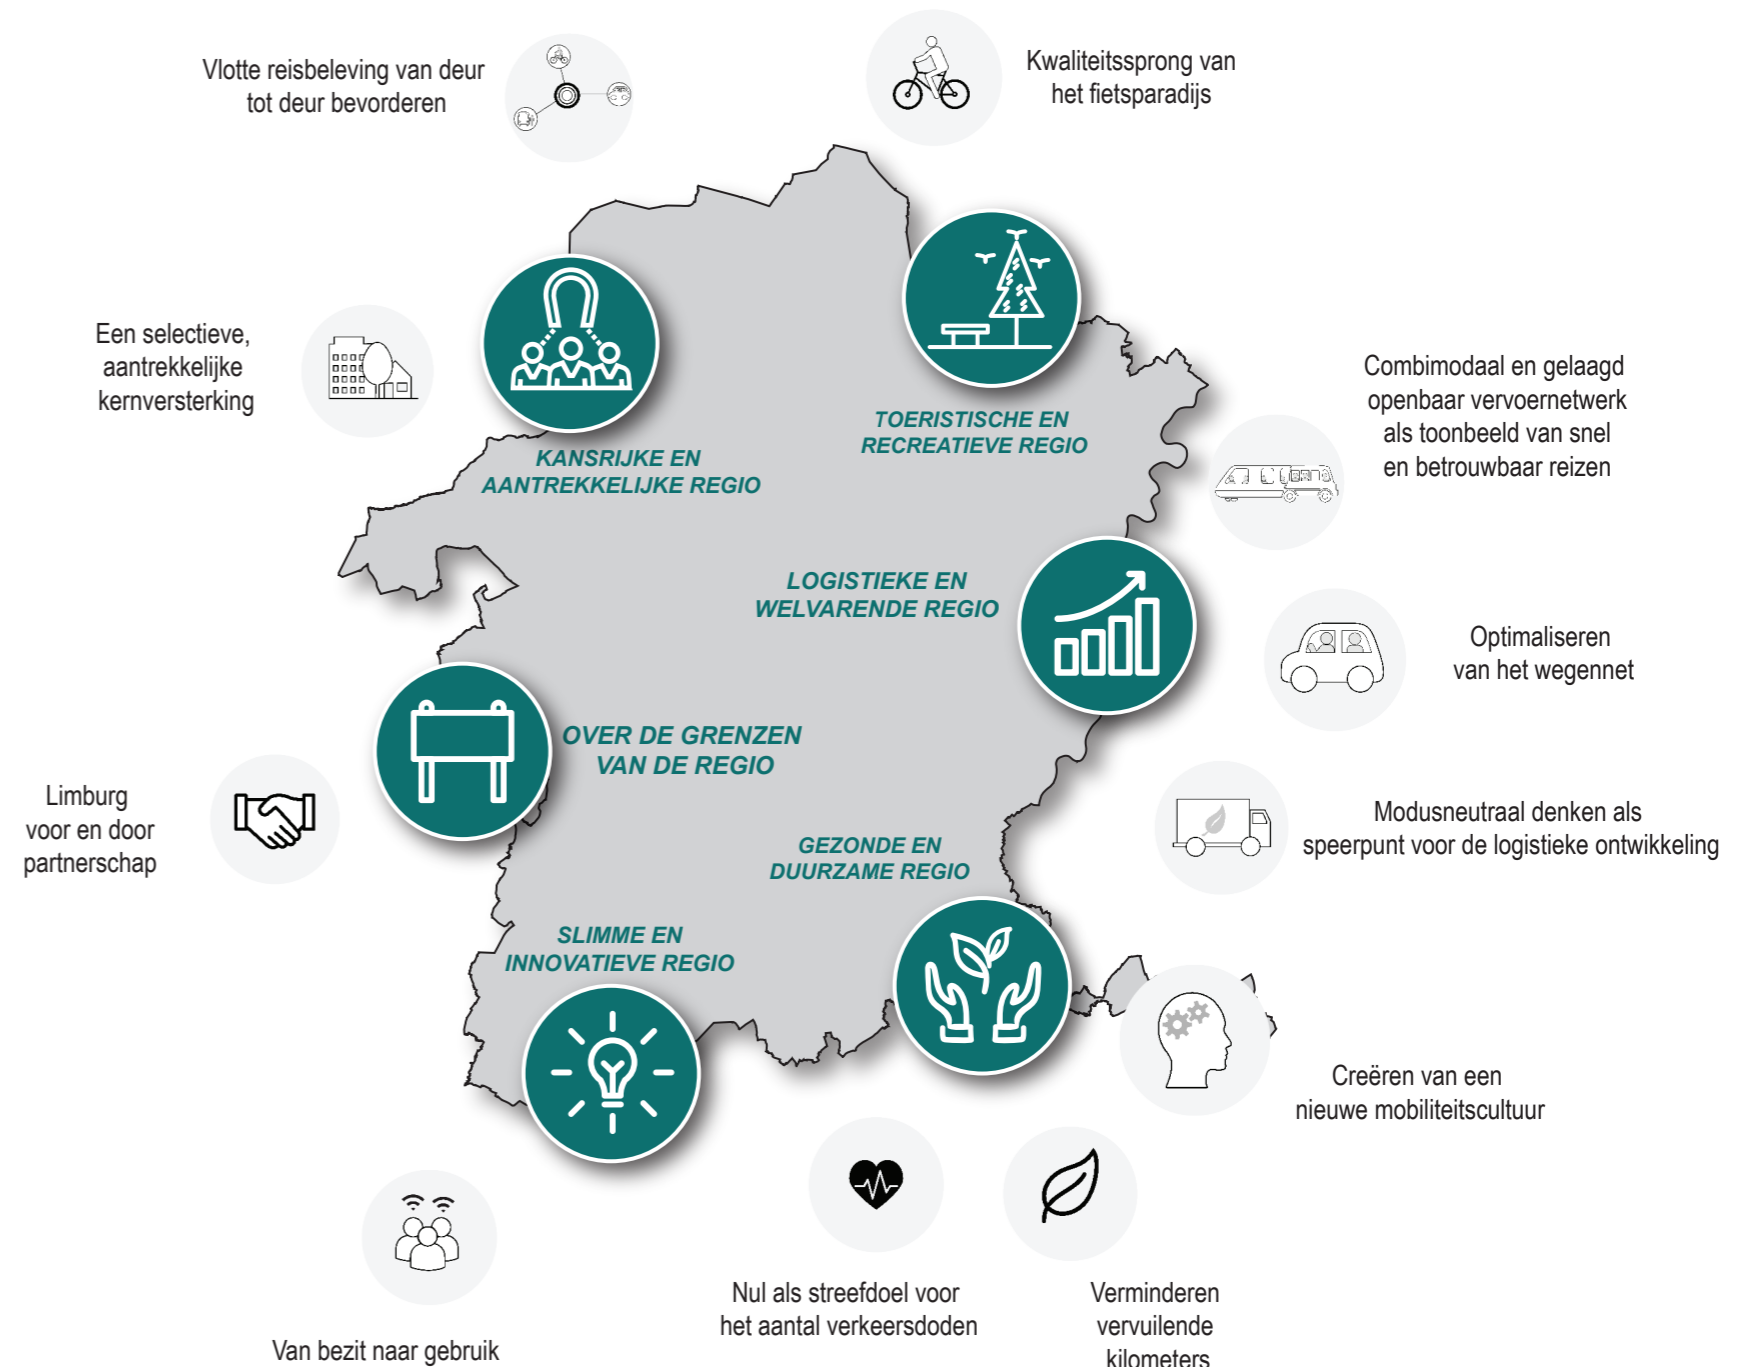 Vlotte reisbeleving van deur
tot deur bevorderen
Kwaliteitssprong van
het fietsparadijs
Een selectieve,
aantrekkelijke
kernversterking
KANSRIJKE EN
AANTREKKELIJKE REGIO
TOERISTISCHE EN
RECREATIEVE REGIO
Combimodaal en gelaagd
openbaar vervoernetwerk
als toonbeeld van snel
en betrouwbaar reizen
LOGISTIEKE EN
WELVARENDE REGIO
Optimaliseren
van het wegennet
OVER DE GRENZEN
VAN DE REGIO
Limburg
voor en door
partnerschap
Modusneutraal denken als
speerpunt voor de logistieke ontwikkeling
GEZONDE EN
DUURZAME REGIO
SLIMME EN
INNOVATIEVE REGIO
Creëren van een
nieuwe mobiliteitscultuur
Nul als streefdoel voor
het aantal verkeersdoden
Verminderen
vervuilende
kilometers
Van bezit naar gebruik